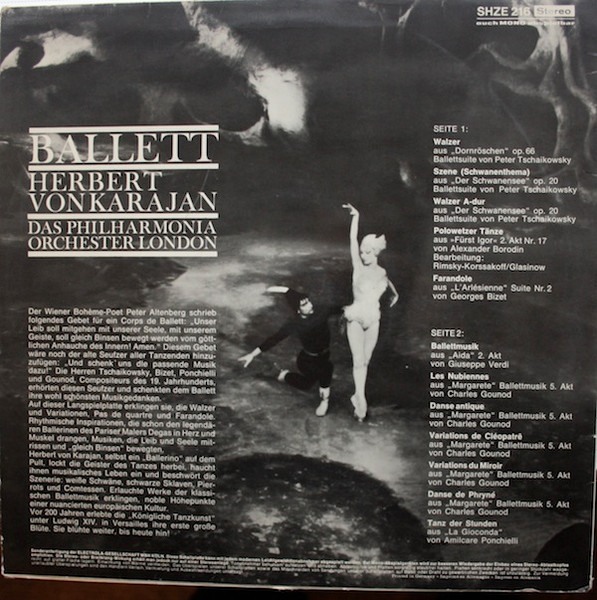 SHZE 216 Stereo
auch MONO abspielbar
BALLETT
HERBERT
VON KARAJAN
DAS PHILHARMONIA
ORCHESTER LONDON
Der Wiener Bohème-Poet Peter Altenberg schrieb
folgendes Gebet für ein Corps de Ballett: „Unser
Leib soll mitgehen mit unserer Seele, mit unserem
Geiste, soll gleich Binsen bewegt werden vom gött-
lichen Anhauche des Innern! Amen.“ Diesem Gebet
wäre noch der alte Seufzer aller Tanzenden hinzu-
zufügen: „Und schenk' uns die passende Musik
dazu!“ Die Herren Tschaikowsky, Bizet, Ponchielli
und Gounod, Compositeurs des 19. Jahrhunderts,
erhörten diesen Seufzer und schenkten dem Ballett
ihre wohl schönsten Musikgedanken.
Auf dieser Langspielplatte erklingen sie, die Walzer
und Variationen, Pas de quartre und Farandole.
Rhythmische Inspirationen, die schon den legendä-
ren Ballerinen des Pariser Malers Degas in Herz und
Muskel drangen, Musiken, die Leib und Seele mit-
rissen und „gleich Binsen“ bewegten.
Herbert von Karajan, selbst ein „Ballerino“ auf dem
Pult, lockt die Geister des Tanzes herbei, haucht
ihnen musikalisches Leben ein und beschwört die
Szenerie: weiße Schwäne, schwarze Sklaven, Pier-
rots und Comtessen. Erlauchte Werke der klassi-
schen Ballettmusik erklingen, noble Höhepunkte
einer nuancierten europäischen Kultur.
Vor 200 Jahren erlebte die „Königliche Tanzkunst“
unter Ludwig XIV. in Versailles ihre erste große
Blüte. Sie blühte weiter, bis heute hin!
SEITE 1:
Walzer
aus „Dornröschen“ op. 66
Ballettsuite von Peter Tschaikowsky
Szene (Schwanenthema)
aus „Der Schwanensee“ op. 20
Ballettsuite von Peter Tschaikowsky
Walzer A-dur
aus „Der Schwanensee“ op. 20
Ballettsuite von Peter Tschaikowsky
Polowetzer Tänze
aus »Fürst Igor« 2. Akt Nr. 17
von Alexander Borodin
Bearbeitung:
Rimsky-Korssakoff/Glasinow
Farandole
aus „L'Arlésienne“ Suite Nr. 2
von Georges Bizet
SEITE 2:
Ballettmusik
aus „Aida“ 2. Akt
von Giuseppe Verdi
Les Nubiennes
aus „Margarete“ Ballettmusik 5. Akt
von Charles Gounod
Danse antique
aus „Margarete“ Ballettmusik 5. Akt
von Charles Gounod
Variations de Cléopatrê
aus „Margarete“ Ballettmusik 5. Akt
von Charles Gounod
Variations du Miroir
aus „Margarete“ Ballettmusik 5. Akt
von Charles Gounod
Danse de Phryné
aus „Margarete“ Ballettmusik 5. Akt
von Charles Gounod
Tanz der Stunden
aus „La Gioconda“
von Amilcare Ponchielli